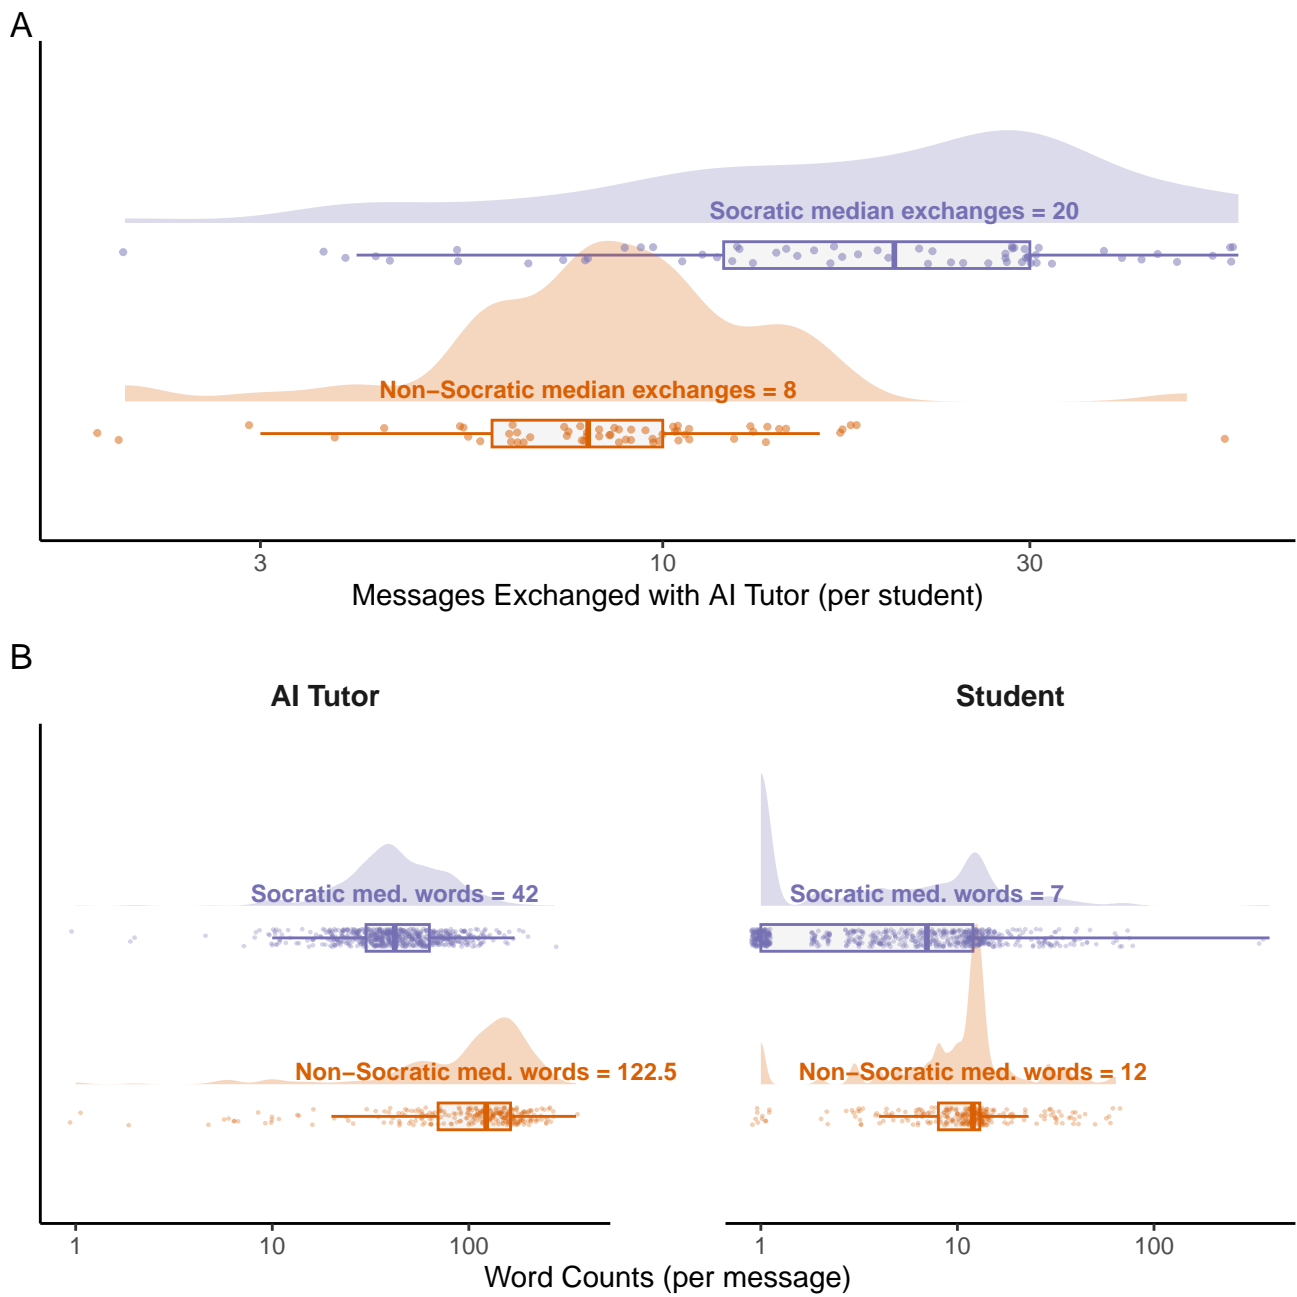 A
Socratic median exchanges = 20
Non−Socratic median exchanges = 8
3 10 30
Messages Exchanged with AI Tutor (per student)
B
AI Tutor Student
Socratic med. words = 42 Socratic med. words = 7
Non−Socratic med. words = 122.5 Non−Socratic med. words = 12
1 10 100 1 10 100
Word Counts (per message)